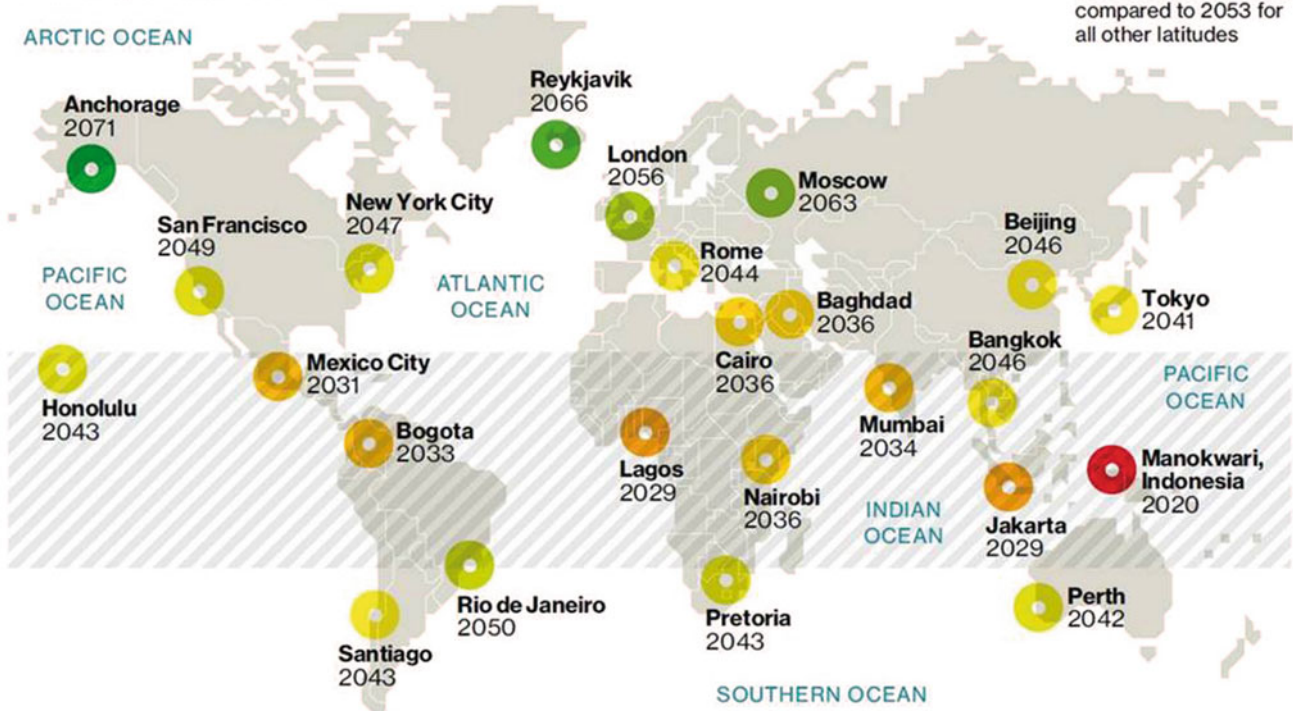 compared to 2053 for
all other latitudes
ARCTIC OCEAN
Anchorage
2071
Reykjavik
2066
London
2056
Moscow
2063
San Francisco
2049
New York City
2047
Beijing
2046
Rome
2044
PACIFIC
OCEAN
ATLANTIC
OCEAN
Baghdad
2036
Tokyo
2041
Cairo
2036
Bangkok
2046
Honolulu
2043
Mexico City
2031
PACIFIC
OCEAN
Bogota
2033
Lagos
2029
Nairobi
2036
Mumbai
2034
INDIAN
OCEAN
Jakarta
2029
Manokwari,
Indonesia
2020
Rio de Janeiro
2050
Santiago
2043
Pretoria
2043
Perth
2042
SOUTHERN OCEAN